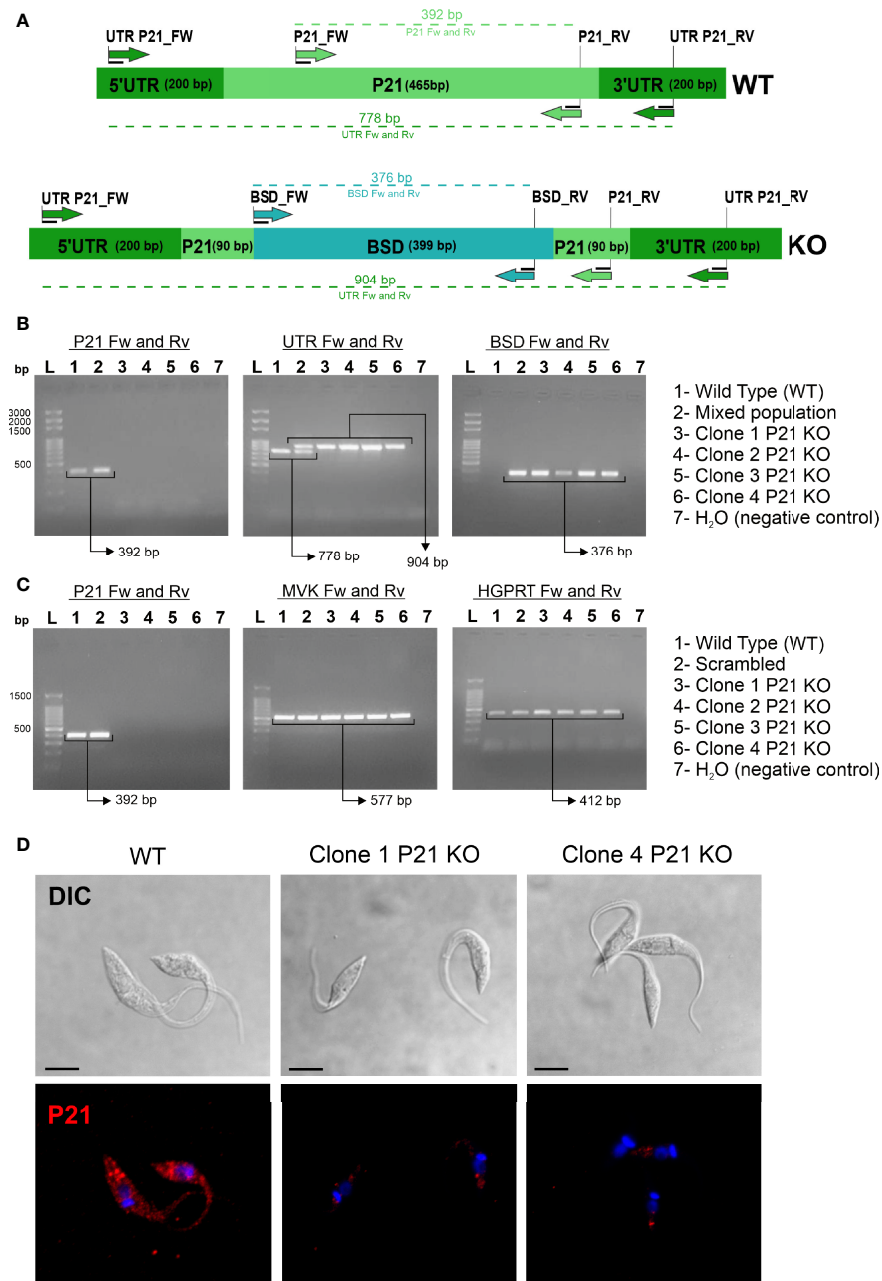 A
392 bp
P21 Fw and Rv
UTR P21_FW
P21_FW
P21_RV
UTR P21_RV
5'UTR (200 bp)
P21(465bp)
3'UTR (200 bp)
WT
778 bp
UTR Fw and Rv
376 bp
BSD Fw and Rv
UTR P21_FW
BSD_FW
BSD_RV
P21_RV
UTR P21_RV
5'UTR (200 bp)
P21(90 bp)
BSD (399 bp)
P21(90 bp)
3'UTR (200 bp)
KO
904 bp
UTR Fw and Rv
B
P21 Fw and Rv
UTR Fw and Rv
BSD Fw and Rv
bp
L 1 2 3 4 5 6 7
L 1 2 3 4 5 6 7
L 1 2 3 4 5 6 7
3000
2000
1500
500
392 bp
778 bp
904 bp
376 bp
1- Wild Type (WT)
2- Mixed population
3- Clone 1 P21 KO
4- Clone 2 P21 KO
5- Clone 3 P21 KO
6- Clone 4 P21 KO
7- H₂O (negative control)
C
P21 Fw and Rv
MVK Fw and Rv
HGPRT Fw and Rv
bp
L 1 2 3 4 5 6 7
L 1 2 3 4 5 6 7
L 1 2 3 4 5 6 7
1500
500
392 bp
577 bp
412 bp
1- Wild Type (WT)
2- Scrambled
3- Clone 1 P21 KO
4- Clone 2 P21 KO
5- Clone 3 P21 KO
6- Clone 4 P21 KO
7- H₂O (negative control)
D
WT
Clone 1 P21 KO
Clone 4 P21 KO
DIC
P21